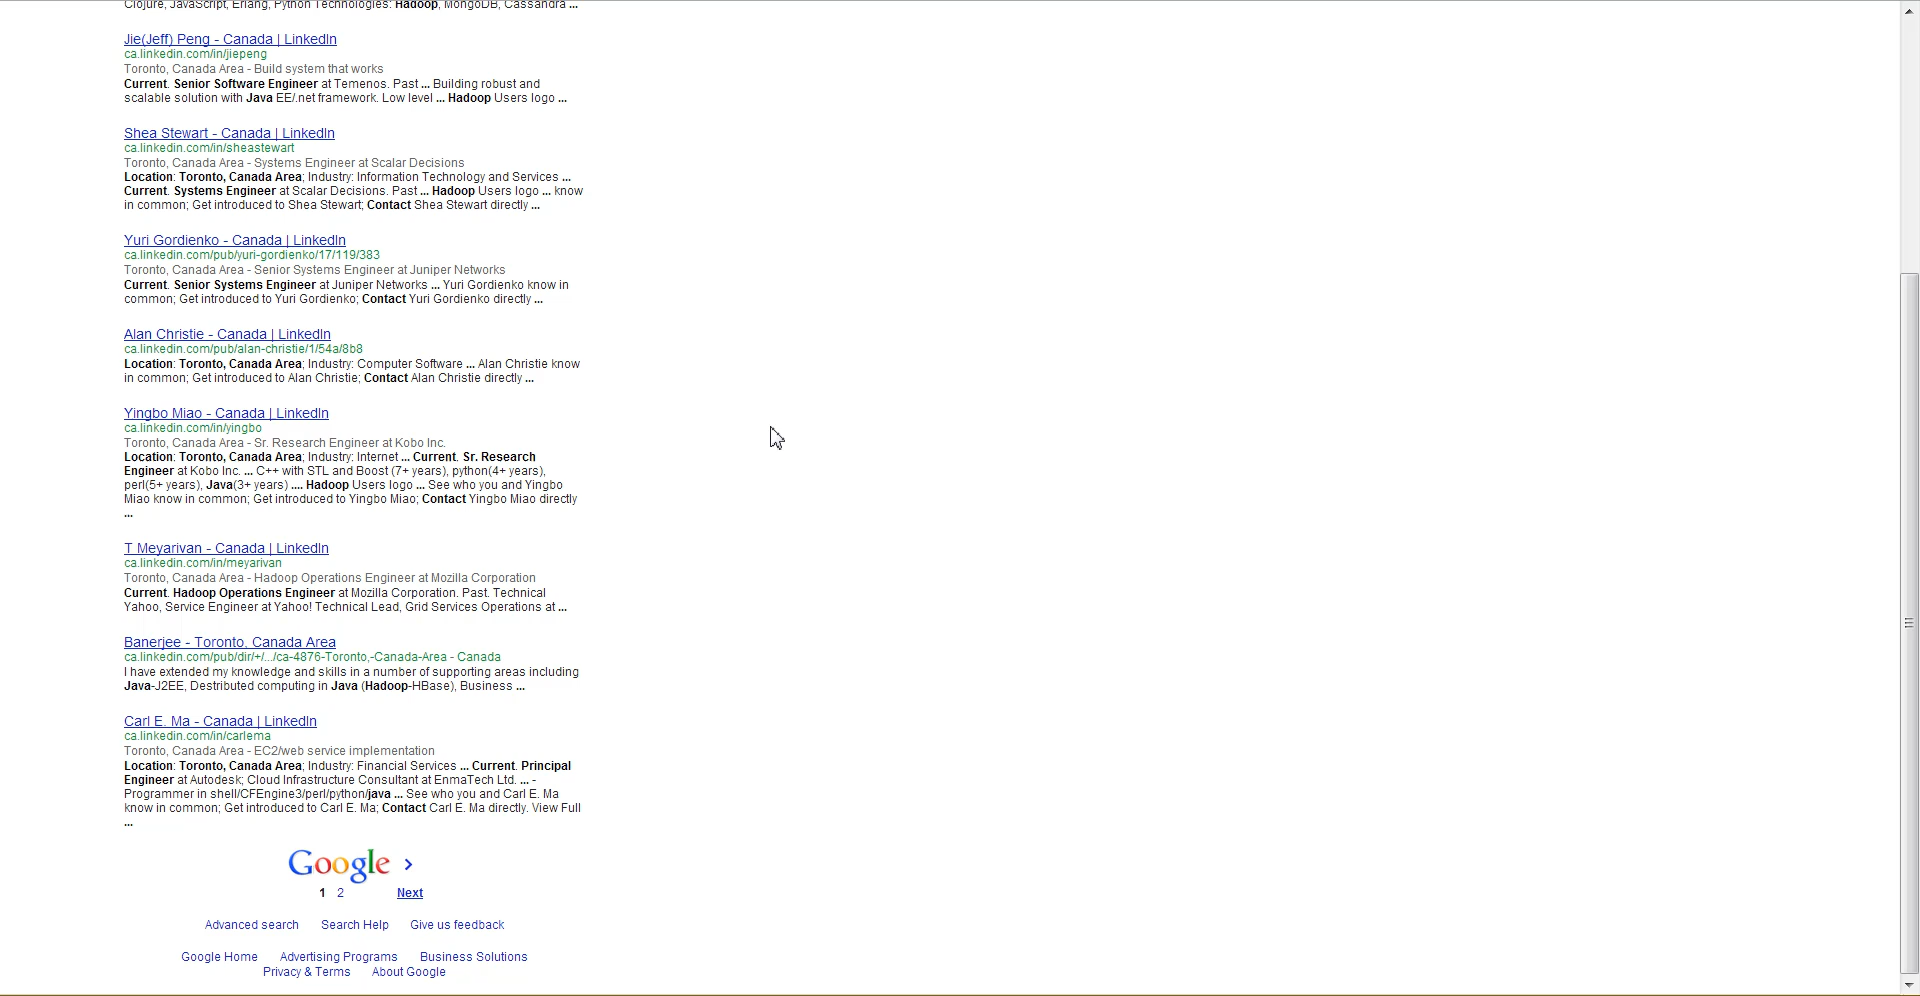 Clojure, JavaScript, Erlang, Python Technologies: Hadoop, MongoDB, Cassandra ...
Jie(Jeff) Peng - Canada | LinkedIn
ca.linkedin.com/in/jiepeng
Toronto, Canada Area - Build system that works
Current. Senior Software Engineer at Temenos. Past ... Building robust and
scalable solution with Java EE/.net framework. Low level ... Hadoop Users logo ...
Shea Stewart - Canada | LinkedIn
ca.linkedin.com/in/sheastewart
Toronto, Canada Area - Systems Engineer at Scalar Decisions
Location: Toronto, Canada Area; Industry: Information Technology and Services ...
Current. Systems Engineer at Scalar Decisions. Past ... Hadoop Users logo ... know
in common; Get introduced to Shea Stewart; Contact Shea Stewart directly ...
Yuri Gordienko - Canada | LinkedIn
ca.linkedin.com/pub/yuri-gordienko/17/119/383
Toronto, Canada Area - Senior Systems Engineer at Juniper Networks
Current. Senior Systems Engineer at Juniper Networks ... Yuri Gordienko know in
common; Get introduced to Yuri Gordienko; Contact Yuri Gordienko directly ...
Alan Christie - Canada | LinkedIn
ca.linkedin.com/pub/alan-christie/1/54a/8b8
Location: Toronto, Canada Area; Industry: Computer Software ... Alan Christie know
in common; Get introduced to Alan Christie; Contact Alan Christie directly ...
Yingbo Miao - Canada | LinkedIn
ca.linkedin.com/in/yingbo
Toronto, Canada Area - Sr. Research Engineer at Kobo Inc.
Location: Toronto, Canada Area; Industry: Internet ... Current. Sr. Research
Engineer at Kobo Inc. ... C++ with STL and Boost (7+ years), python(4+ years),
perl(5+ years), Java(3+ years) .... Hadoop Users logo ... See who you and Yingbo
Miao know in common; Get introduced to Yingbo Miao; Contact Yingbo Miao directly
...
T Meyarivan - Canada | LinkedIn
ca.linkedin.com/in/meyarivan
Toronto, Canada Area - Hadoop Operations Engineer at Mozilla Corporation
Current. Hadoop Operations Engineer at Mozilla Corporation. Past. Technical
Yahoo, Service Engineer at Yahoo! Technical Lead, Grid Services Operations at ...
Banerjee - Toronto, Canada Area
ca.linkedin.com/pub/dir/+/.../ca-4876-Toronto,-Canada-Area - Canada
I have extended my knowledge and skills in a number of supporting areas including
Java-J2EE, Destributed computing in Java (Hadoop-HBase), Business ...
Carl E. Ma - Canada | LinkedIn
ca.linkedin.com/in/carlema
Toronto, Canada Area - EC2/web service implementation
Location: Toronto, Canada Area; Industry: Financial Services ... Current. Principal
Engineer at Autodesk; Cloud Infrastructure Consultant at EnmaTech Ltd. ... -
Programmer in shell/CFEngine3/perl/python/java ... See who you and Carl E. Ma
know in common; Get introduced to Carl E. Ma; Contact Carl E. Ma directly. View Full
...
Google >
1 2 Next
Advanced search Search Help Give us feedback
Google Home Advertising Programs Business Solutions
Privacy & Terms About Google